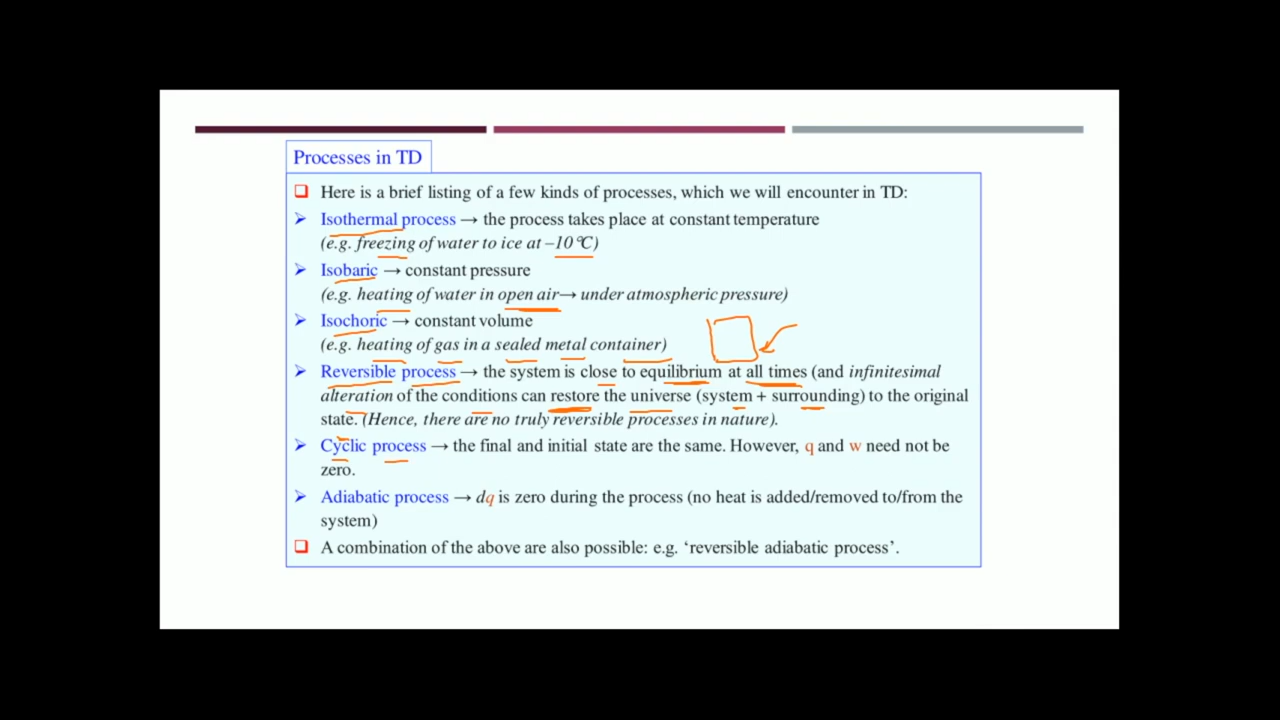 Processes in TD
Here is a brief listing of a few kinds of processes, which we will encounter in TD:
Isothermal process → the process takes place at constant temperature
(e.g. freezing of water to ice at –10°C)
Isobaric → constant pressure
(e.g. heating of water in open air→ under atmospheric pressure)
Isochoric → constant volume
(e.g. heating of gas in a sealed metal container)
Reversible process → the system is close to equilibrium at all times (and infinitesimal
alteration of the conditions can restore the universe (system + surrounding) to the original
state. (Hence, there are no truly reversible processes in nature).
Cyclic process → the final and initial state are the same. However, q and w need not be
zero.
Adiabatic process → dq is zero during the process (no heat is added/removed to/from the
system)
A combination of the above are also possible: e.g. ‘reversible adiabatic process’.